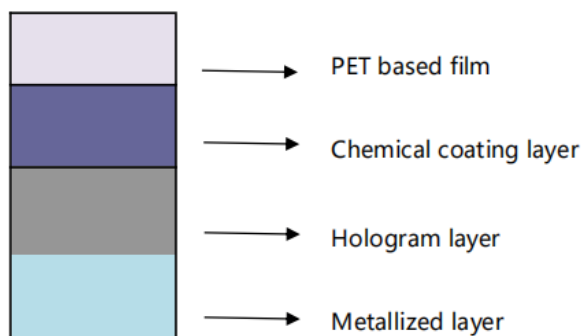 PET based film
Chemical coating layer
Hologram layer
Metallized layer